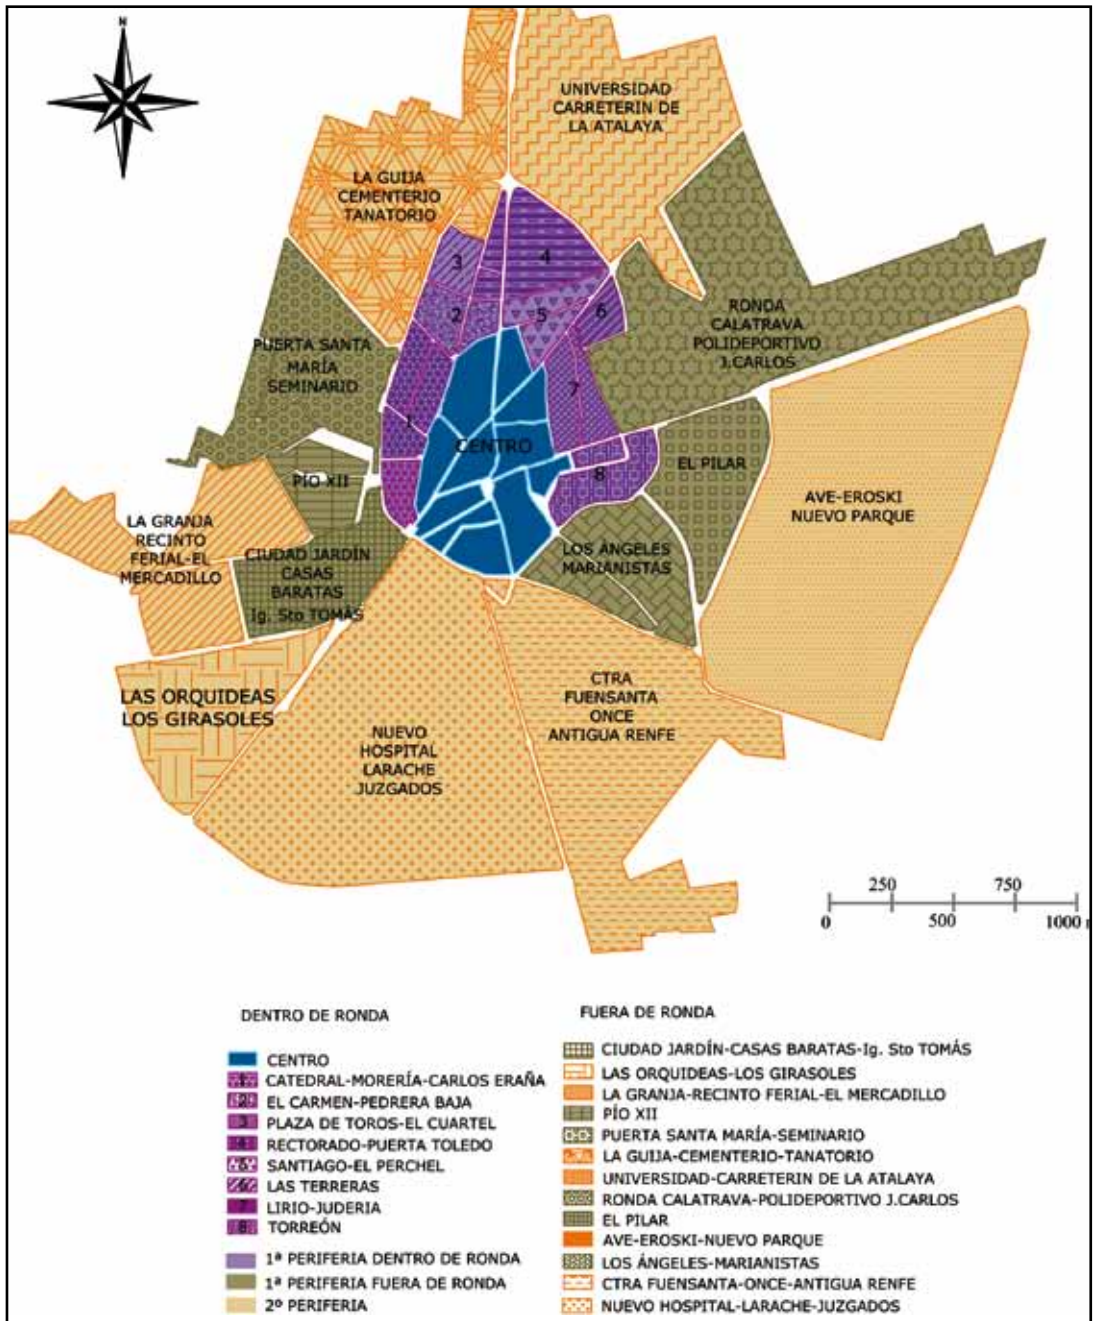 N
UNIVERSIDAD
CARRETERIN DE
LA ATALAYA
LA GUIJA
CEMENTERIO
TANATORIO
3
4
2
5
6
RONDA
CALATRAVA
POLIDEPORTIVO
J.CARLOS
PUERTA SANTA
MARÍA
SEMINARIO
7
1
CENTRO
8
EL PILAR
PÍO XII
AVE-EROSKI
NUEVO PARQUE
LA GRANJA
RECINTO
FERIAL-EL
MERCADILLO
CIUDAD JARDÍN
CASAS
BARATAS
Ig. Sto TOMÁS
LOS ÁNGELES
MARIANISTAS
LAS ORQUIDEAS
LOS GIRASOLES
CTRA
FUENSANTA
ONCE
ANTIGUA RENFE
NUEVO
HOSPITAL
LARACHE
JUZGADOS
250 750
0 500 1000
DENTRO DE RONDA
CENTRO
1 CATEDRAL-MORERÍA-CARLOS ERAÑA
2 EL CARMEN-PEDRERA BAJA
3 PLAZA DE TOROS-EL CUARTEL
4 RECTORADO-PUERTA TOLEDO
5 SANTIAGO-EL PERCHEL
6 LAS TERRERAS
7 LIRIO-JUDERIA
8 TORREÓN
1ª PERIFERIA DENTRO DE RONDA
1ª PERIFERIA FUERA DE RONDA
2º PERIFERIA
FUERA DE RONDA
CIUDAD JARDÍN-CASAS BARATAS-Ig. Sto TOMÁS
LAS ORQUIDEAS-LOS GIRASOLES
LA GRANJA-RECINTO FERIAL-EL MERCADILLO
PÍO XII
PUERTA SANTA MARÍA-SEMINARIO
LA GUIJA-CEMENTERIO-TANATORIO
UNIVERSIDAD-CARRETERIN DE LA ATALAYA
RONDA CALATRAVA-POLIDEPORTIVO J.CARLOS
EL PILAR
AVE-EROSKI-NUEVO PARQUE
LOS ÁNGELES-MARIANISTAS
CTRA FUENSANTA-ONCE-ANTIGUA RENFE
NUEVO HOSPITAL-LARACHE-JUZGADOS